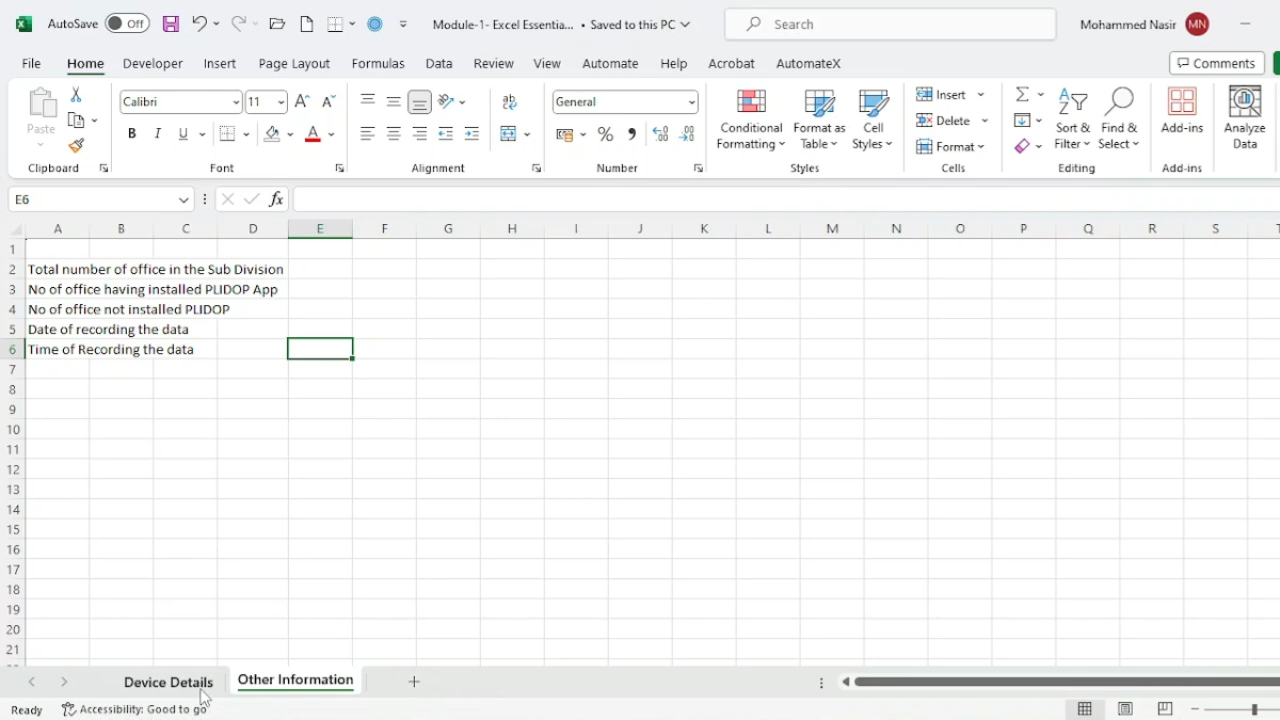 AutoSave Off Module-1- Excel Essentia... • Saved to this PC Search Mohammed Nasir MN
File Home Developer Insert Page Layout Formulas Data Review View Automate Help Acrobat AutomateX Comments
Paste Calibri 11 A A ab General Conditional Formatting Format as Table Cell Styles Insert Delete Format Sort & Filter Find & Select Add-ins Analyze Data
B I U A % 9
Clipboard Font Alignment Number Styles Cells Editing Add-ins
E6 fx
A B C D E F G H I J K L M N O P Q R S
1
2 Total number of office in the Sub Division
3 No of office having installed PLIDOP App
4 No of office not installed PLIDOP
5 Date of recording the data
6 Time of Recording the data
7
8
9
10
11
12
13
14
15
16
17
18
19
20
21
Device Details Other Information
Ready Accessibility: Good to go